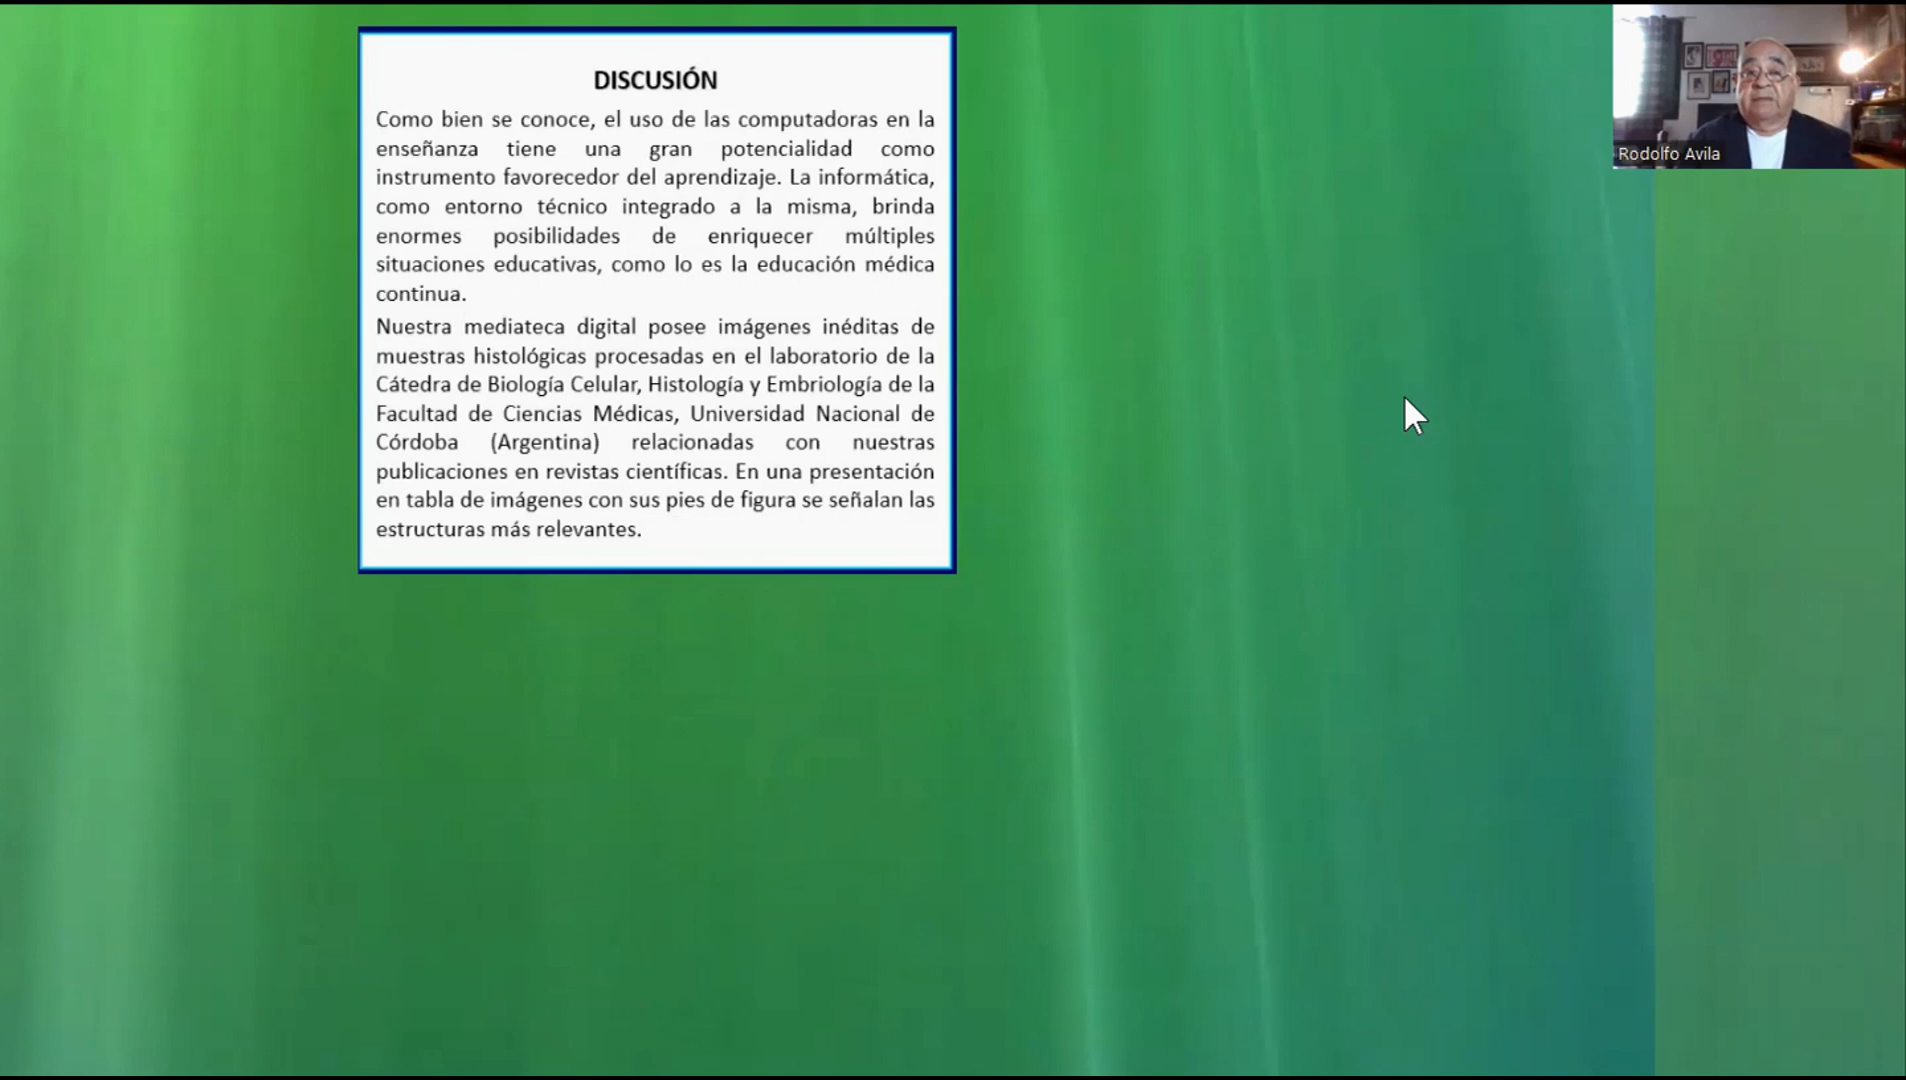 DISCUSIÓN
Como bien se conoce, el uso de las computadoras en la
enseñanza tiene una gran potencialidad como
instrumento favorecedor del aprendizaje. La informática,
como entorno técnico integrado a la misma, brinda
enormes posibilidades de enriquecer múltiples
situaciones educativas, como lo es la educación médica
continua.
Nuestra mediateca digital posee imágenes inéditas de
muestras histológicas procesadas en el laboratorio de la
Cátedra de Biología Celular, Histología y Embriología de la
Facultad de Ciencias Médicas, Universidad Nacional de
Córdoba (Argentina) relacionadas con nuestras
publicaciones en revistas científicas. En una presentación
en tabla de imágenes con sus pies de figura se señalan las
estructuras más relevantes.
Rodolfo Avila